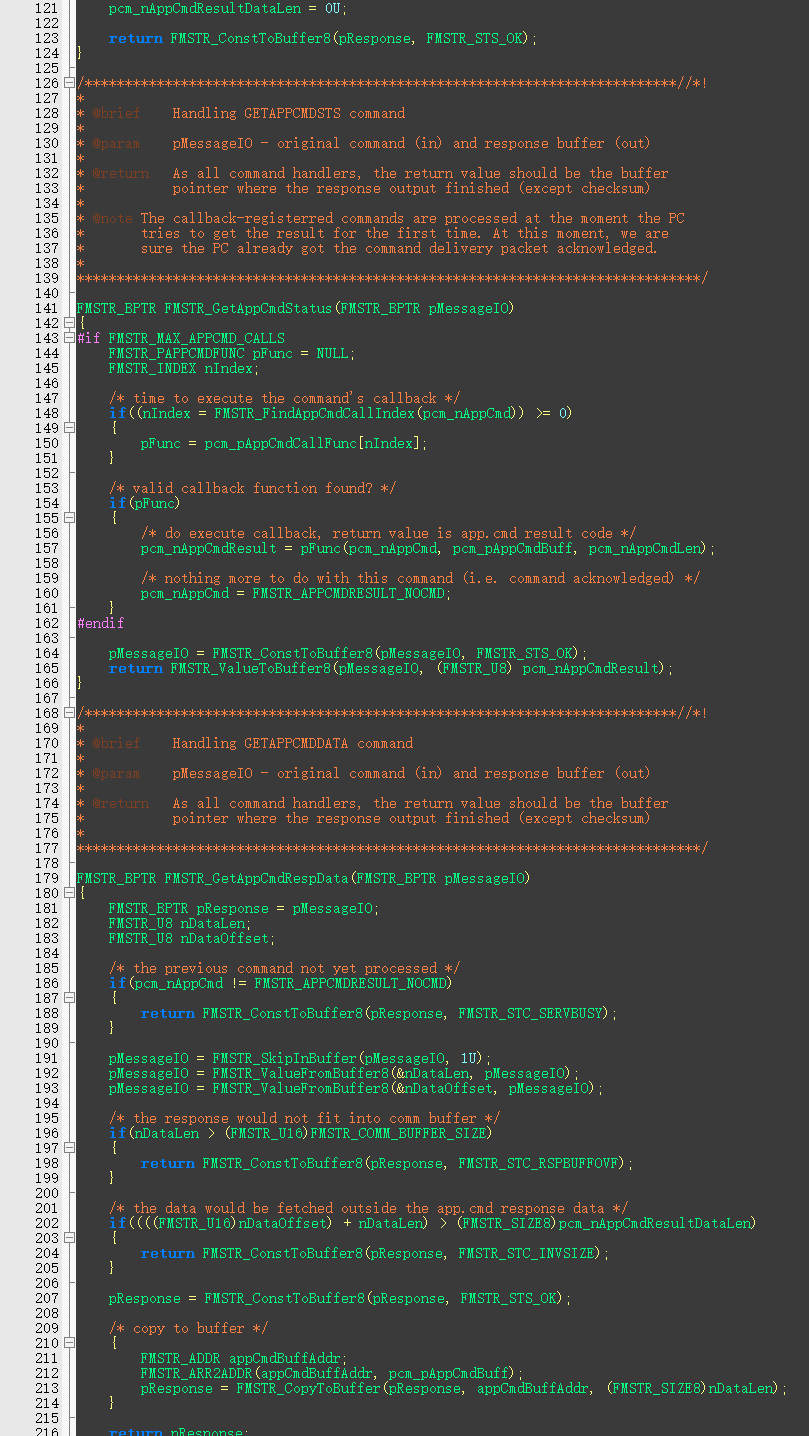 121     pcm_nAppCmdResultDataLen = 0U;
122
123     return FMSTR_ConstToBuffer8(pResponse, FMSTR_STS_OK);
124 }
125
126 /******************************************************************************//*!
127 *
128 * @brief    Handling GETAPPCMDSTS command
129 *
130 * @param    pMessageIO - original command (in) and response buffer (out)
131 *
132 * @return   As all command handlers, the return value should be the buffer
133 *           pointer where the response output finished (except checksum)
134 *
135 * @note The callback-registerred commands are processed at the moment the PC
136 *       tries to get the result for the first time. At this moment, we are
137 *       sure the PC already got the command delivery packet acknowledged.
138 *
139 ******************************************************************************/
140
141 FMSTR_BPTR FMSTR_GetAppCmdStatus(FMSTR_BPTR pMessageIO)
142 {
143 #if FMSTR_MAX_APPCMD_CALLS
144     FMSTR_PAPPCMDFUNC pFunc = NULL;
145     FMSTR_INDEX nIndex;
146
147     /* time to execute the command's callback */
148     if((nIndex = FMSTR_FindAppCmdCallIndex(pcm_nAppCmd)) >= 0)
149     {
150         pFunc = pcm_pAppCmdCallFunc[nIndex];
151     }
152
153     /* valid callback function found? */
154     if(pFunc)
155     {
156         /* do execute callback, return value is app.cmd result code */
157         pcm_nAppCmdResult = pFunc(pcm_nAppCmd, pcm_pAppCmdBuff, pcm_nAppCmdLen);
158
159         /* nothing more to do with this command (i.e. command acknowledged) */
160         pcm_nAppCmd = FMSTR_APPCMDRESULT_NOCMD;
161     }
162 #endif
163
164     pMessageIO = FMSTR_ConstToBuffer8(pMessageIO, FMSTR_STS_OK);
165     return FMSTR_ValueToBuffer8(pMessageIO, (FMSTR_U8) pcm_nAppCmdResult);
166 }
167
168 /******************************************************************************//*!
169 *
170 * @brief    Handling GETAPPCMDDATA command
171 *
172 * @param    pMessageIO - original command (in) and response buffer (out)
173 *
174 * @return   As all command handlers, the return value should be the buffer
175 *           pointer where the response output finished (except checksum)
176 *
177 ******************************************************************************/
178
179 FMSTR_BPTR FMSTR_GetAppCmdRespData(FMSTR_BPTR pMessageIO)
180 {
181     FMSTR_BPTR pResponse = pMessageIO;
182     FMSTR_U8 nDataLen;
183     FMSTR_U8 nDataOffset;
184
185     /* the previous command not yet processed */
186     if(pcm_nAppCmd != FMSTR_APPCMDRESULT_NOCMD)
187     {
188         return FMSTR_ConstToBuffer8(pResponse, FMSTR_STC_SERVBUSY);
189     }
190
191     pMessageIO = FMSTR_SkipInBuffer(pMessageIO, 1U);
192     pMessageIO = FMSTR_ValueFromBuffer8(&nDataLen, pMessageIO);
193     pMessageIO = FMSTR_ValueFromBuffer8(&nDataOffset, pMessageIO);
194
195     /* the response would not fit into comm buffer */
196     if(nDataLen > (FMSTR_U16)FMSTR_COMM_BUFFER_SIZE)
197     {
198         return FMSTR_ConstToBuffer8(pResponse, FMSTR_STC_RSPBUFFOVF);
199     }
200
201     /* the data would be fetched outside the app.cmd response data */
202     if((((FMSTR_U16)nDataOffset) + nDataLen) > (FMSTR_SIZE8)pcm_nAppCmdResultDataLen)
203     {
204         return FMSTR_ConstToBuffer8(pResponse, FMSTR_STC_INVSIZE);
205     }
206
207     pResponse = FMSTR_ConstToBuffer8(pResponse, FMSTR_STS_OK);
208
209     /* copy to buffer */
210     {
211         FMSTR_ADDR appCmdBuffAddr;
212         FMSTR_ARR2ADDR(appCmdBuffAddr, pcm_pAppCmdBuff);
213         pResponse = FMSTR_CopyToBuffer(pResponse, appCmdBuffAddr, (FMSTR_SIZE8)nDataLen);
214     }
215
216     return pResponse;